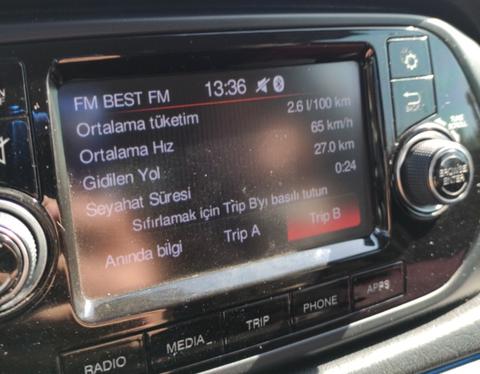 FM BEST FM 13:36
Ortalama tüketim 2.6 l/100 km
Ortalama Hız 65 km/h
Gidilen Yol 27.0 km
Seyahat Süresi 0:24
Sıfırlamak için Trip B'yi basılı tutun
Anında bilgi Trip A Trip B
RADIO MEDIA TRIP PHONE APPS
BROWSE
ENTER